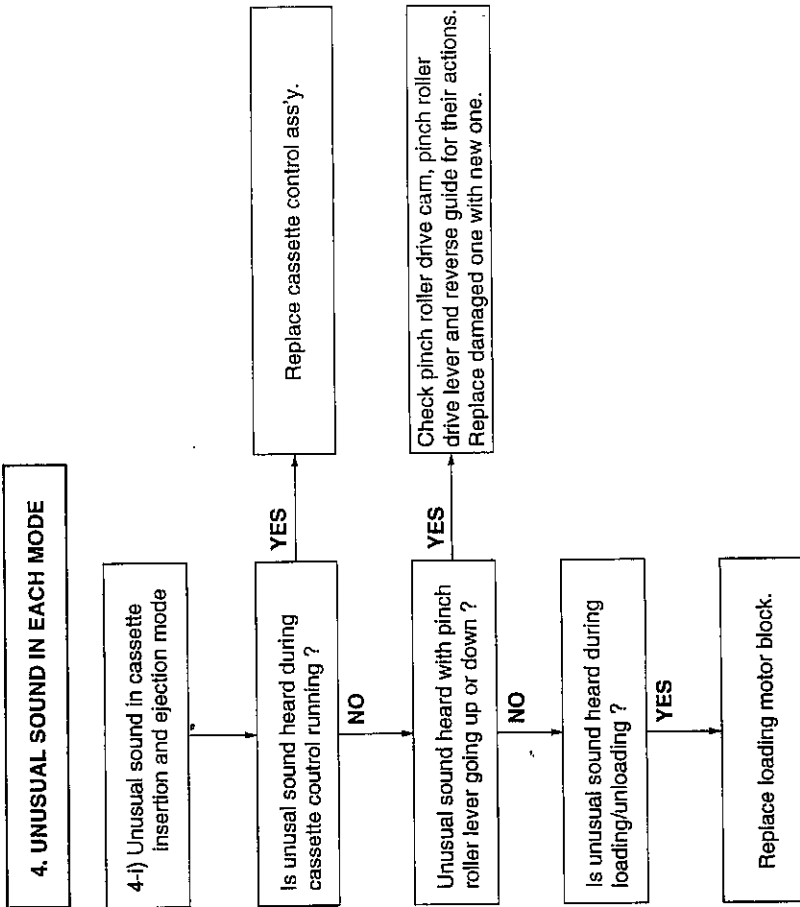 4. UNUSUAL SOUND IN EACH MODE
4-i) Unusual sound in cassette
insertion and ejection mode
Is unusal sound heard during
cassette coutrol running ?
YES
Replace cassette control ass'y.
NO
Unusual sound heard with pinch
roller lever going up or down ?
YES
Check pinch roller drive cam, pinch roller
drive lever and reverse guide for their actions.
Replace damaged one with new one.
NO
Is unusual sound heard during
loading/unloading ?
YES
Replace loading motor block.